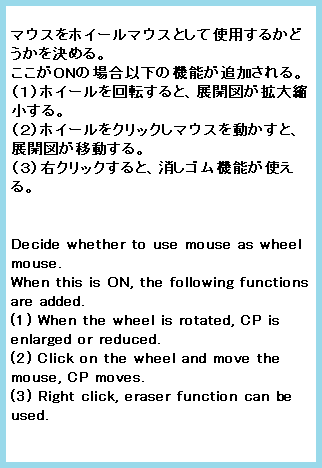 マウスをホイールマウスとして使用するかど
うかを決める。
ここがONの場合以下の機能が追加される。
(1)ホイールを回転すると、展開図が拡大縮
小する。
(2)ホイールをクリックしマウスを動かすと、
展開図が移動する。
(3)右クリックすると、消しゴム機能が使え
る。
Decide whether to use mouse as wheel
mouse.
When this is ON, the following functions
are added.
(1) When the wheel is rotated, CP is
enlarged or reduced.
(2) Click on the wheel and move the
mouse, CP moves.
(3) Right click, eraser function can be
used.